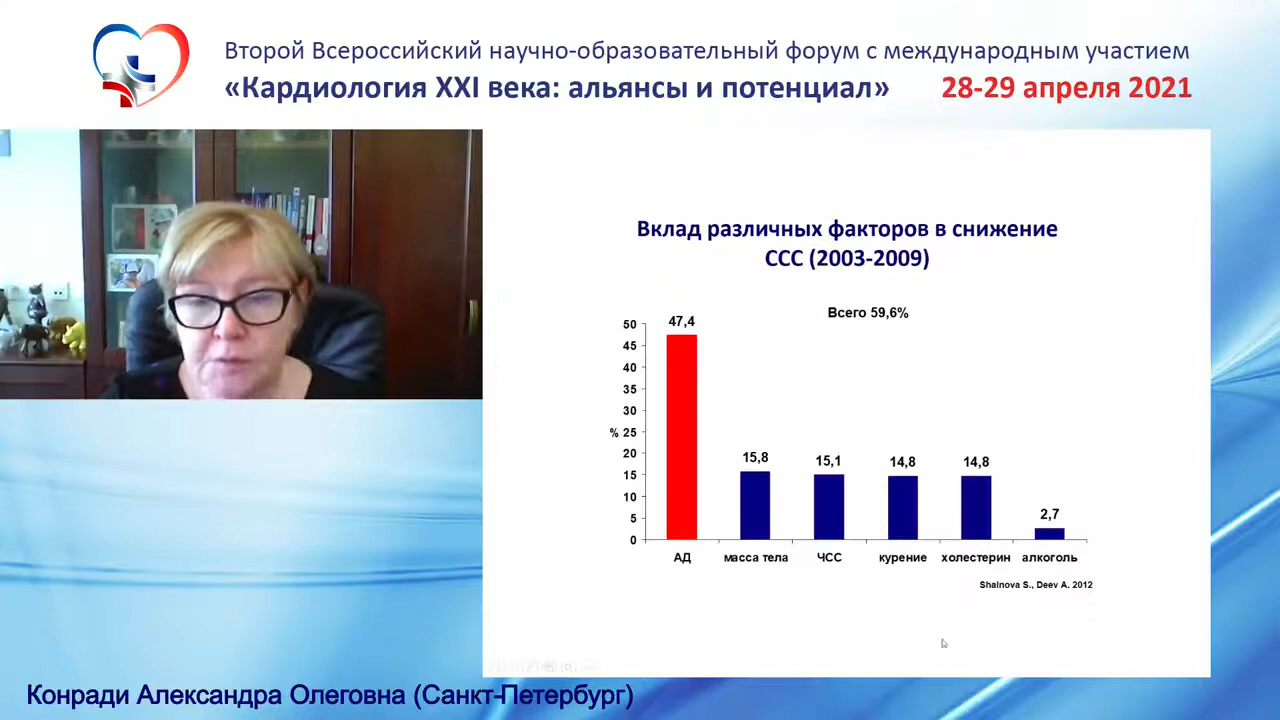 Второй Всероссийский научно-образовательный форум с международным участием
«Кардиология XXI века: альянсы и потенциал» 28-29 апреля 2021
Вклад различных факторов в снижение
ССС (2003-2009)
Всего 59,6%
50
45
40
35
30
% 25
20
15
10
5
0
47,4
15,8
15,1
14,8
14,8
2,7
АД
масса тела
ЧСС
курение
холестерин
алкоголь
Shalnova S., Deev A. 2012
Конради Александра Олеговна (Санкт-Петербург)